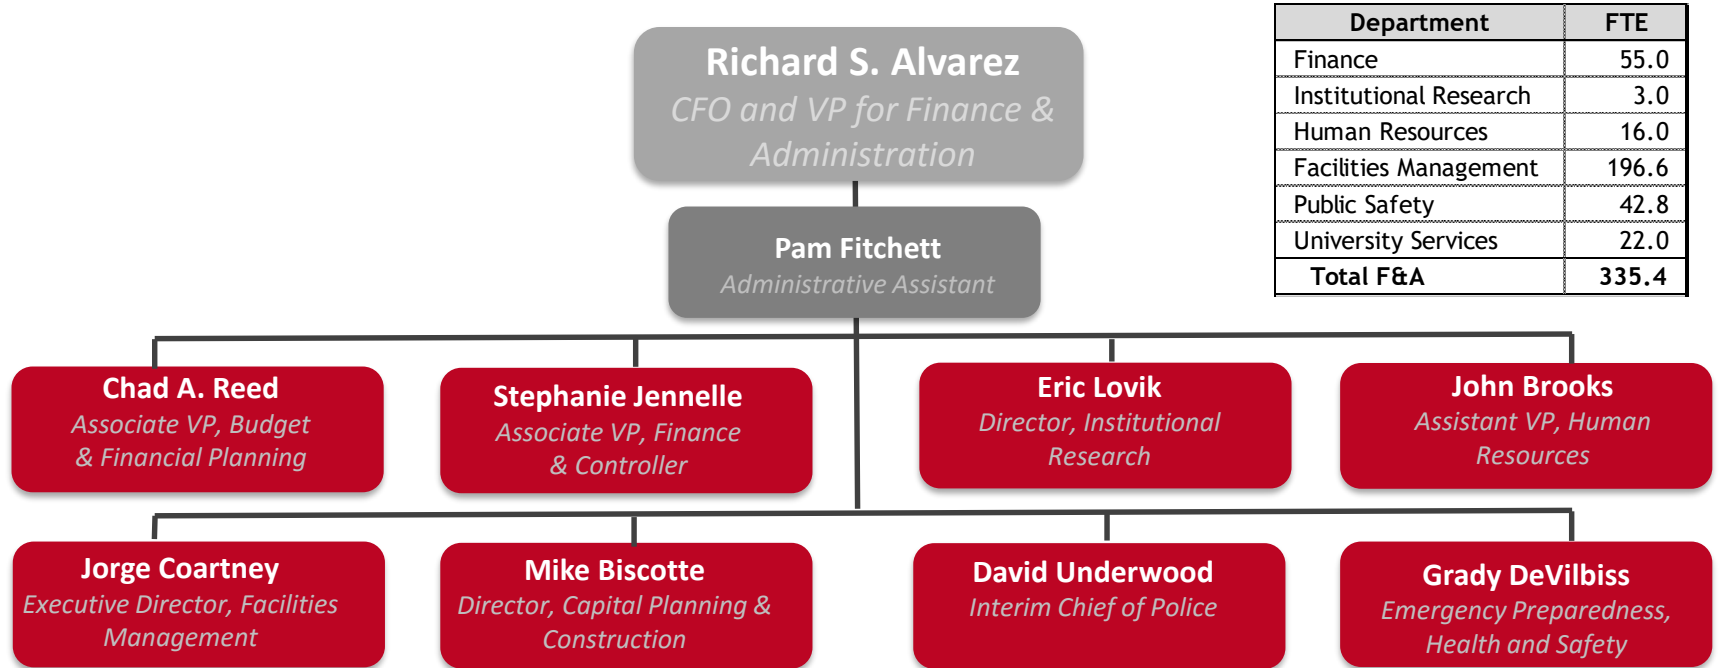 Richard S. Alvarez
CFO and VP for Finance &
Administration
Department FTE
Finance 55.0
Institutional Research 3.0
Human Resources 16.0
Facilities Management 196.6
Public Safety 42.8
University Services 22.0
Total F&A 335.4
Pam Fitchett
Administrative Assistant
Chad A. Reed
Associate VP, Budget
& Financial Planning
Stephanie Jennelle
Associate VP, Finance
& Controller
Eric Lovik
Director, Institutional
Research
John Brooks
Assistant VP, Human
Resources
Jorge Coartney
Executive Director, Facilities
Management
Mike Biscotte
Director, Capital Planning &
Construction
David Underwood
Interim Chief of Police
Grady DeVilbiss
Emergency Preparedness,
Health and Safety